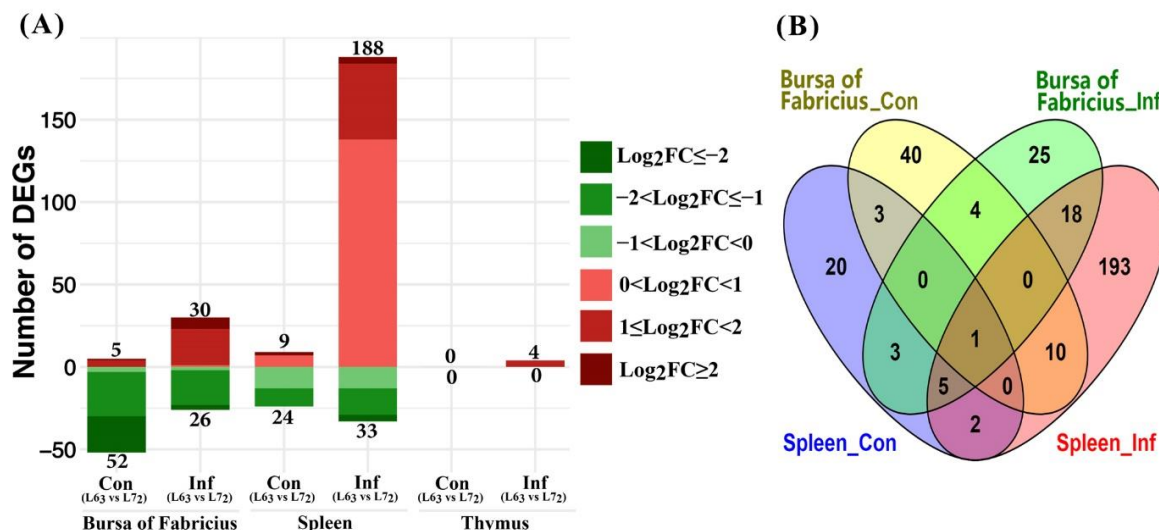 (A)
(B)
Number of DEGs
150
100
50
0
−50
5
52
30
26
9
24
188
33
0
0
4
0
Con
(L63 vs L72)
Inf
(L63 vs L72)
Con
(L63 vs L72)
Inf
(L63 vs L72)
Con
(L63 vs L72)
Inf
(L63 vs L72)
Bursa of Fabricius
Spleen
Thymus
Log2FC≤−2
−2<Log2FC≤−1
−1<Log2FC<0
0<Log2FC<1
1≤Log2FC<2
Log2FC≥2
Bursa of
Fabricius_Con
Bursa of
Fabricius_Inf
40
25
3
4
18
20
0
0
193
3
1
10
5
0
2
Spleen_Con
Spleen_Inf